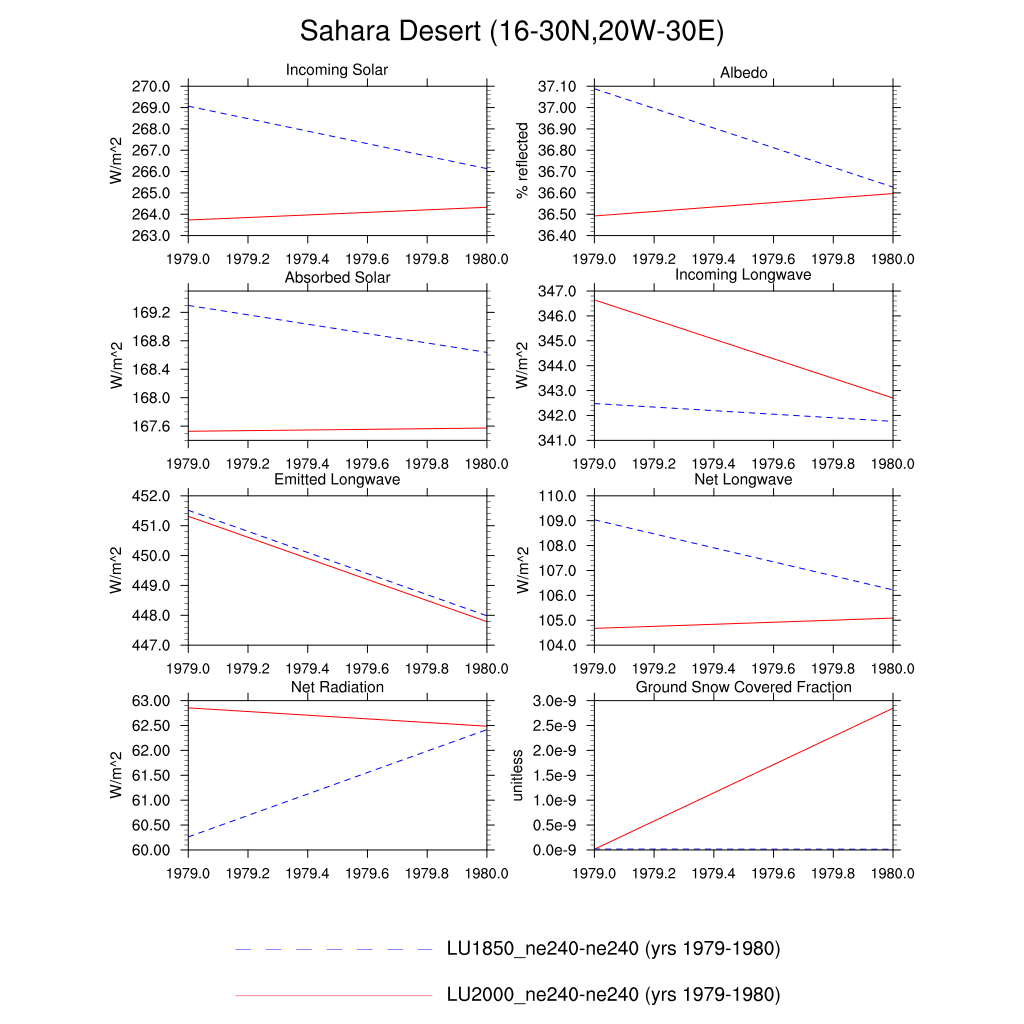 Sahara Desert (16-30N,20W-30E)
Incoming Solar
W/m^2
270.0
269.0
268.0
267.0
266.0
265.0
264.0
263.0
1979.0 1979.2 1979.4 1979.6 1979.8 1980.0
Albedo
% reflected
37.10
37.00
36.90
36.80
36.70
36.60
36.50
36.40
1979.0 1979.2 1979.4 1979.6 1979.8 1980.0
Absorbed Solar
W/m^2
169.2
168.8
168.4
168.0
167.6
1979.0 1979.2 1979.4 1979.6 1979.8 1980.0
Incoming Longwave
W/m^2
347.0
346.0
345.0
344.0
343.0
342.0
341.0
1979.0 1979.2 1979.4 1979.6 1979.8 1980.0
Emitted Longwave
W/m^2
452.0
451.0
450.0
449.0
448.0
447.0
1979.0 1979.2 1979.4 1979.6 1979.8 1980.0
Net Longwave
W/m^2
110.0
109.0
108.0
107.0
106.0
105.0
104.0
1979.0 1979.2 1979.4 1979.6 1979.8 1980.0
Net Radiation
W/m^2
63.00
62.50
62.00
61.50
61.00
60.50
60.00
1979.0 1979.2 1979.4 1979.6 1979.8 1980.0
Ground Snow Covered Fraction
unitless
3.0e-9
2.5e-9
2.0e-9
1.5e-9
1.0e-9
0.5e-9
0.0e-9
1979.0 1979.2 1979.4 1979.6 1979.8 1980.0
LU1850_ne240-ne240 (yrs 1979-1980)
LU2000_ne240-ne240 (yrs 1979-1980)